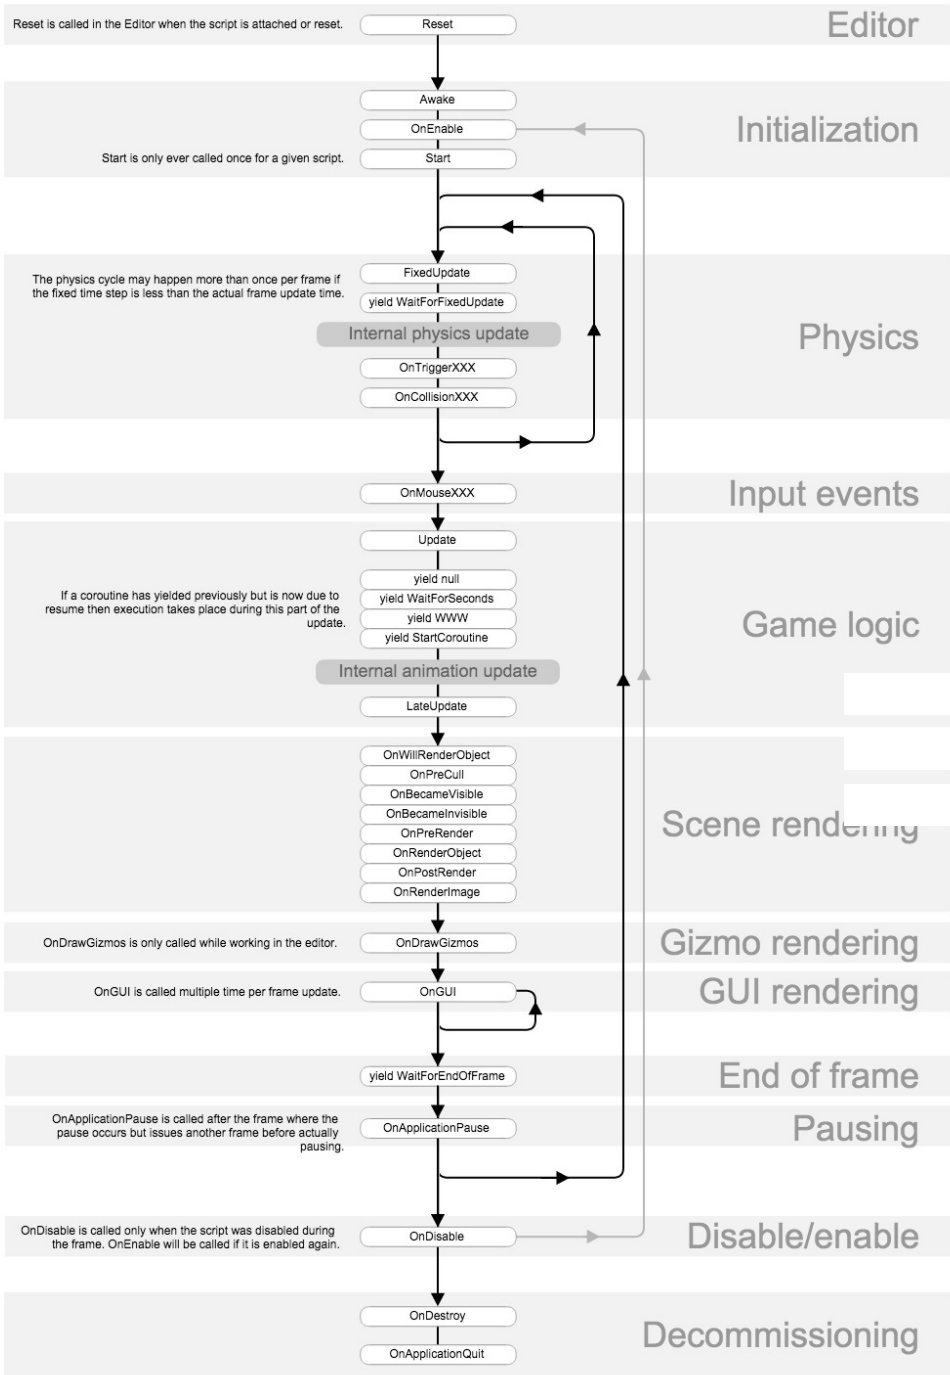 Reset is called in the Editor when the script is attached or reset.
Reset
Editor
Awake
OnEnable
Initialization
Start is only ever called once for a given script.
Start
The physics cycle may happen more than once per frame if
the fixed time step is less than the actual frame update time.
FixedUpdate
yield WaitForFixedUpdate
Internal physics update
Physics
OnTriggerXXX
OnCollisionXXX
OnMouseXXX
Input events
Update
If a coroutine has yielded previously but is now due to
resume then execution takes place during this part of the
update.
yield null
yield WaitForSeconds
yield WWW
yield StartCoroutine
Game logic
Internal animation update
LateUpdate
OnWillRenderObject
OnPreCull
OnBecameVisible
OnBecameInvisible
OnPreRender
OnRenderObject
OnPostRender
OnRenderImage
Scene rendering
OnDrawGizmos is only called while working in the editor.
OnDrawGizmos
Gizmo rendering
OnGUI is called multiple time per frame update.
OnGUI
GUI rendering
yield WaitForEndOfFrame
End of frame
OnApplicationPause is called after the frame where the
pause occurs but issues another frame before actually
pausing.
OnApplicationPause
Pausing
OnDisable is called only when the script was disabled during
the frame. OnEnable will be called if it is enabled again.
OnDisable
Disable/enable
OnDestroy
Decommissioning
OnApplicationQuit